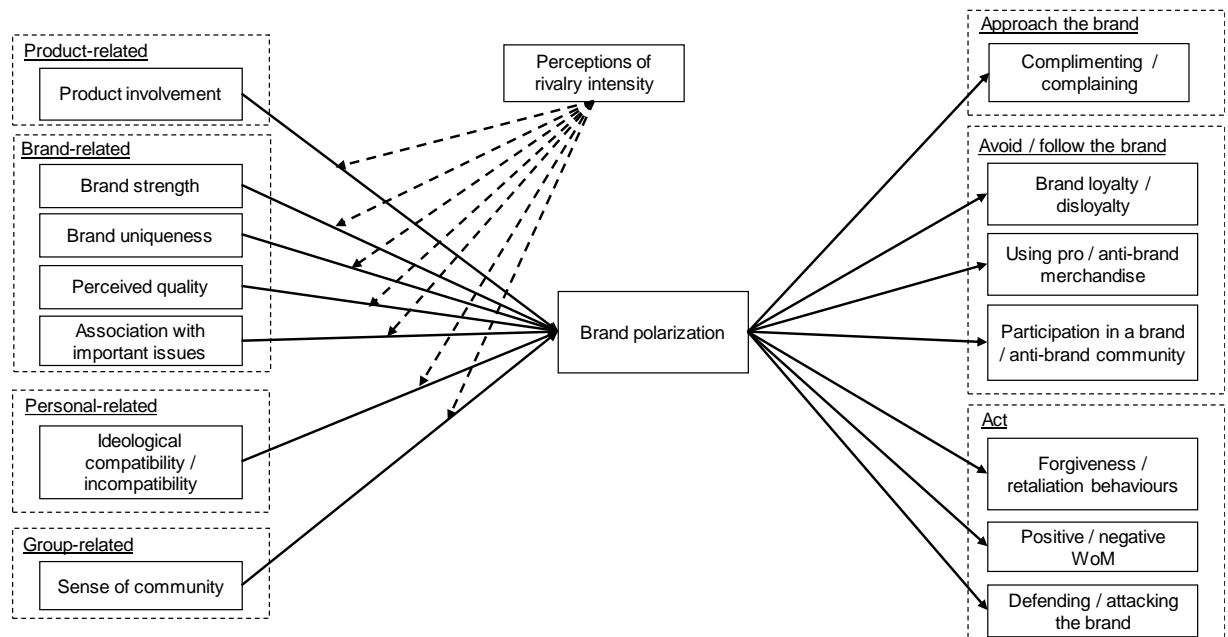 Product-related
Product involvement
Brand-related
Brand strength
Brand uniqueness
Perceived quality
Association with
important issues
Personal-related
Ideological
compatibility /
incompatibility
Group-related
Sense of community
Perceptions of
rivalry intensity
Brand polarization
Approach the brand
Complimenting /
complaining
Avoid / follow the brand
Brand loyalty /
disloyalty
Using pro / anti-brand
merchandise
Participation in a brand
/ anti-brand community
Act
Forgiveness /
retaliation behaviours
Positive / negative
WoM
Defending / attacking
the brand